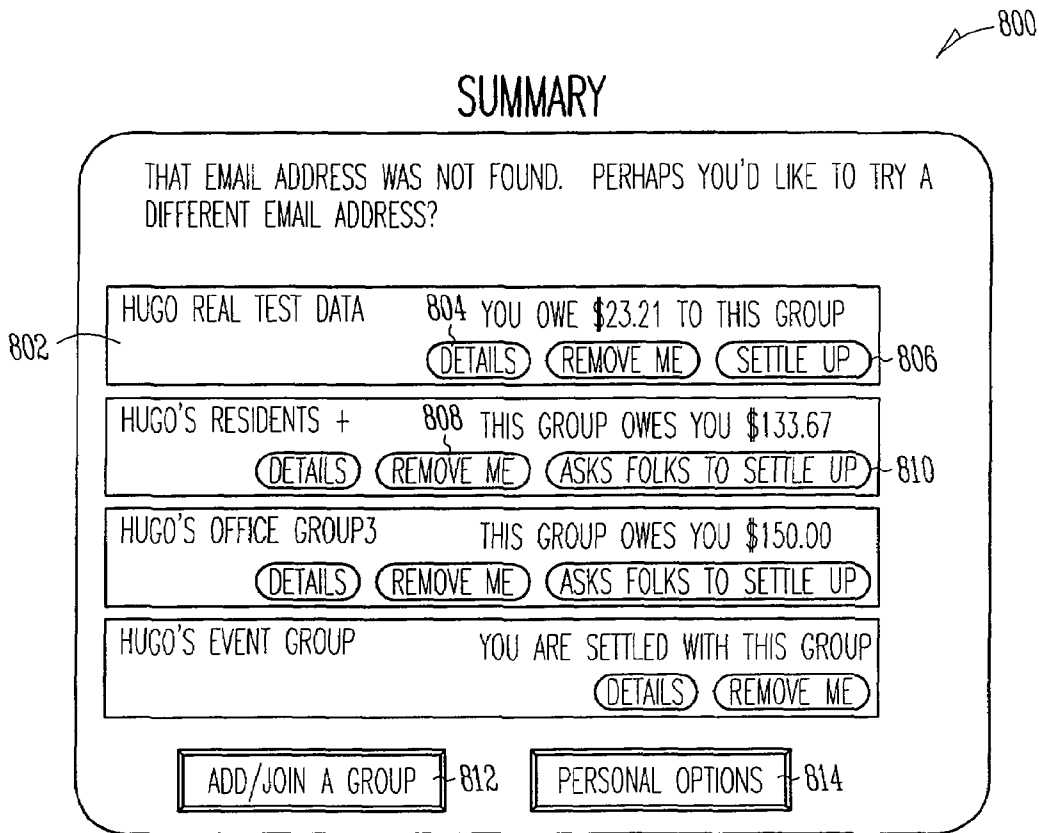 800
SUMMARY
THAT EMAIL ADDRESS WAS NOT FOUND. PERHAPS YOU'D LIKE TO TRY A
DIFFERENT EMAIL ADDRESS?
HUGO REAL TEST DATA 804 YOU OWE $23.21 TO THIS GROUP
802 DETAILS REMOVE ME SETTLE UP 806
HUGO'S RESIDENTS + 808 THIS GROUP OWES YOU $133.67
DETAILS REMOVE ME ASKS FOLKS TO SETTLE UP 810
HUGO'S OFFICE GROUP3 THIS GROUP OWES YOU $150.00
DETAILS REMOVE ME ASKS FOLKS TO SETTLE UP
HUGO'S EVENT GROUP YOU ARE SETTLED WITH THIS GROUP
DETAILS REMOVE ME
ADD/JOIN A GROUP 812 PERSONAL OPTIONS 814